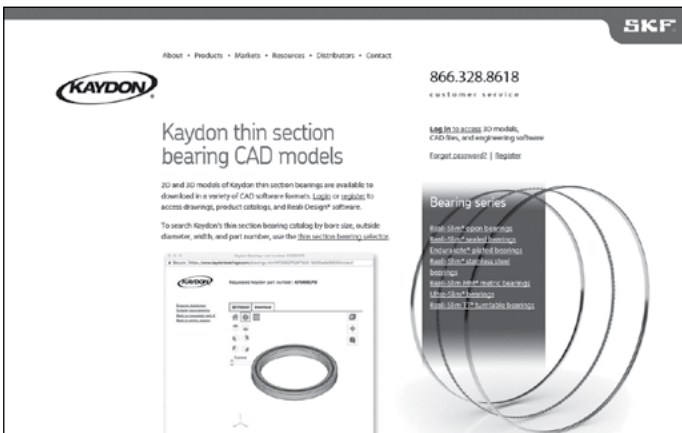 SKF
About • Products • Markets • Resources • Distributors • Contact
KAYDON
866.328.8618
customer service
Kaydon thin section
bearing CAD models
Log in to access 3D models,
CAD files, and engineering software
Forgot password? | Register
2D and 3D models of Kaydon thin section bearings are available to
download in a variety of CAD software formats. Login or register to
access drawings, product catalogs, and Reali Design® software.
To search Kaydon's thin section bearing catalog by bore size, outside
diameter, width, and part number, use the thin section bearing selector.
Bearing series
Reali-Slim® open bearings
Reali-Slim® sealed bearings
Endurakote® plated bearings
Reali-Slim® stainless steel
bearings
Reali-Slim MM® metric bearings
Ultra-Slim® bearings
Reali-Slim TT® turntable bearings
KAYDON
Requested Kaydon part number: